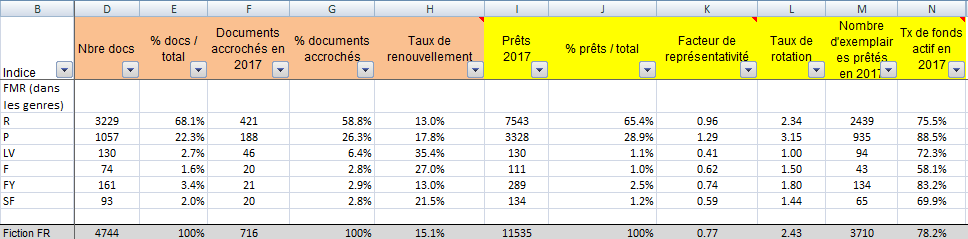 B D E F G H I J K L M N
Indice Nbre docs % docs / total Documents accrochés en 2017 % documents accrochés Taux de renouvellement Prêts 2017 % prêts / total Facteur de représentativité Taux de rotation Nombre d'exemplair es prêtés en 2017 Tx de fonds actif en 2017
FMR (dans
les genres)
R 3229 68.1% 421 58.8% 13.0% 7543 65.4% 0.96 2.34 2439 75.5%
P 1057 22.3% 188 26.3% 17.8% 3328 28.9% 1.29 3.15 935 88.5%
LV 130 2.7% 46 6.4% 35.4% 130 1.1% 0.41 1.00 94 72.3%
F 74 1.6% 20 2.8% 27.0% 111 1.0% 0.62 1.50 43 58.1%
FY 161 3.4% 21 2.9% 13.0% 289 2.5% 0.74 1.80 134 83.2%
SF 93 2.0% 20 2.8% 21.5% 134 1.2% 0.59 1.44 65 69.9%
Fiction FR 4744 100% 716 100% 15.1% 11535 100% 0.77 2.43 3710 78.2%